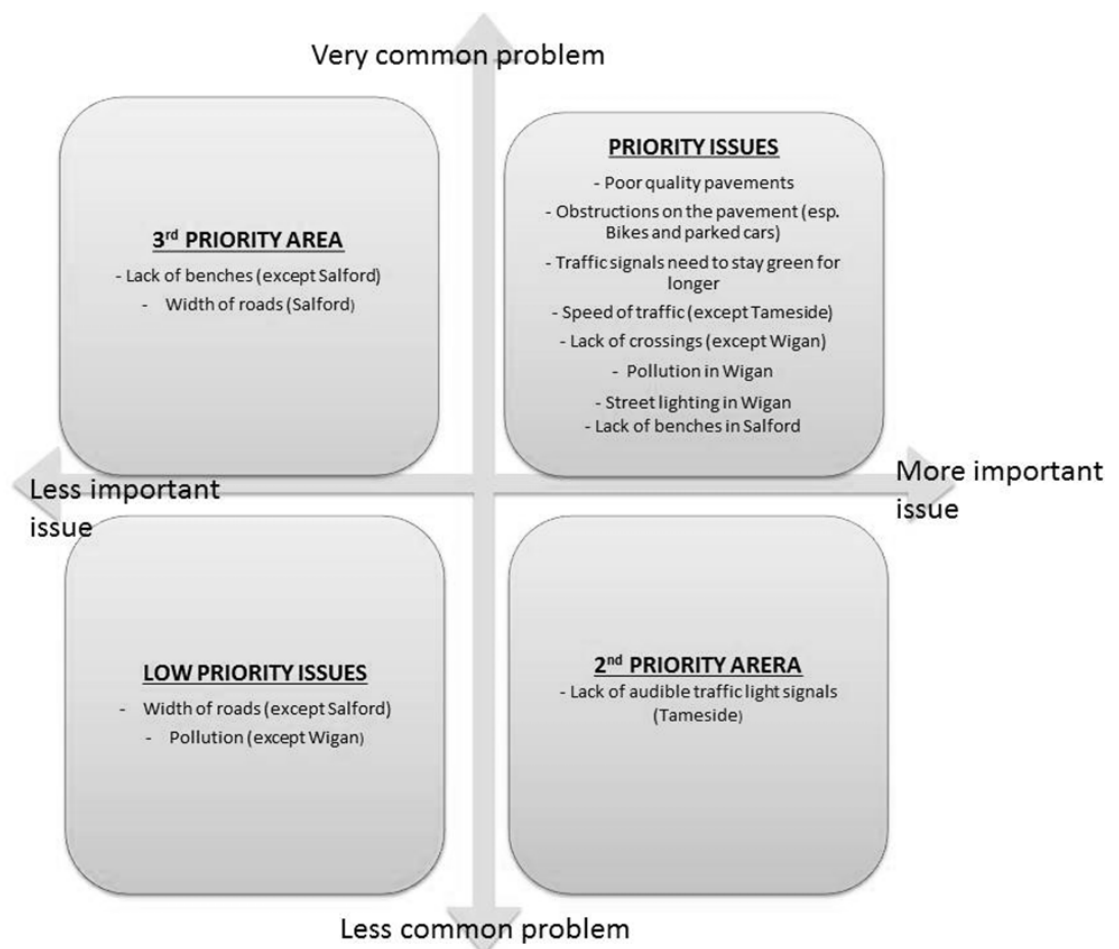 Very common problem
3rd PRIORITY AREA
- Lack of benches (except Salford)
- Width of roads (Salford)
PRIORITY ISSUES
- Poor quality pavements
- Obstructions on the pavement (esp.
Bikes and parked cars)
- Traffic signals need to stay green for
longer
- Speed of traffic (except Tameside)
- Lack of crossings (except Wigan)
- Pollution in Wigan
- Street lighting in Wigan
- Lack of benches in Salford
Less important
issue
More important
issue
LOW PRIORITY ISSUES
- Width of roads (except Salford)
- Pollution (except Wigan)
2nd PRIORITY ARERA
- Lack of audible traffic light signals
(Tameside)
Less common problem